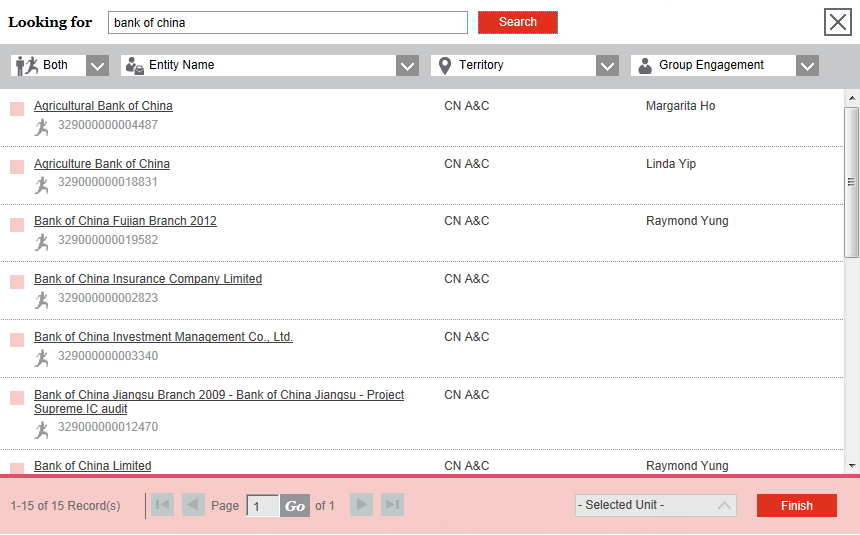 Looking for bank of china Search
Both Entity Name Territory Group Engagement
Agricultural Bank of China CN A&C Margarita Ho
329000000004487
Agriculture Bank of China CN A&C Linda Yip
329000000018831
Bank of China Fujian Branch 2012 CN A&C Raymond Yung
329000000019582
Bank of China Insurance Company Limited CN A&C
329000000002823
Bank of China Investment Management Co., Ltd. CN A&C
329000000003340
Bank of China Jiangsu Branch 2009 - Bank of China Jiangsu - Project CN A&C
Supreme IC audit
329000000012470
Bank of China Limited CN A&C Raymond Yung
1-15 of 15 Record(s) Page 1 Go of 1 - Selected Unit - Finish